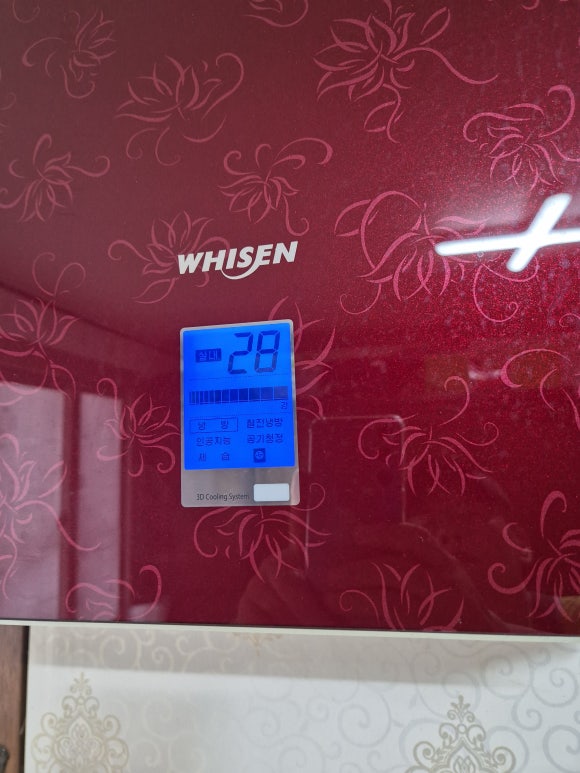 WHISEN
실내 28
강
냉 방 절전냉방
인공지능 공기청정
제 습
3D Cooling System